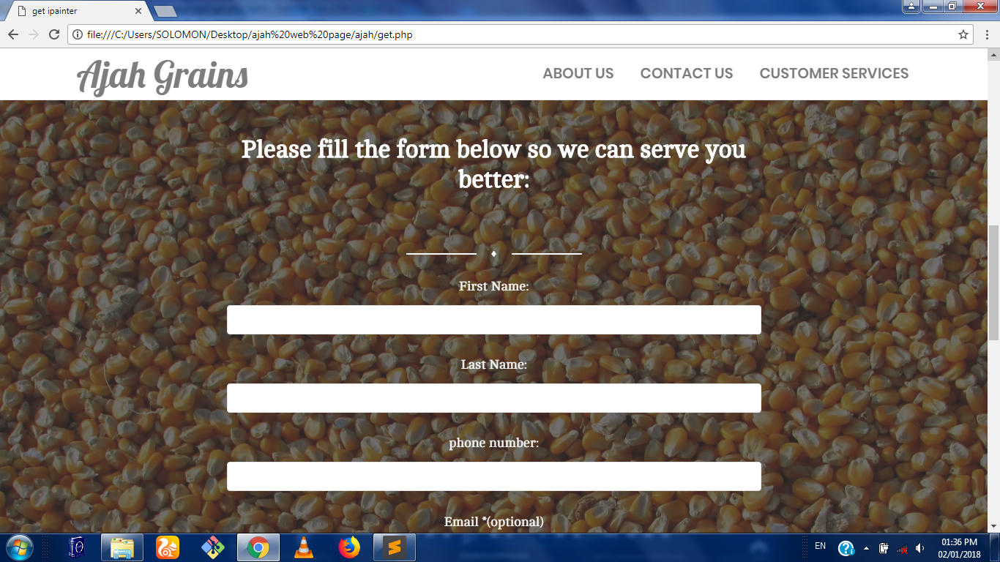 get ipainter
file:///C:/Users/SOLOMON/Desktop/ajah%20web%20page/ajah/get.php
Ajah Grains
ABOUT US
CONTACT US
CUSTOMER SERVICES
Please fill the form below so we can serve you
better:
First Name:
Last Name:
phone number:
Email *(optional)
EN
01:36 PM
02/01/2018